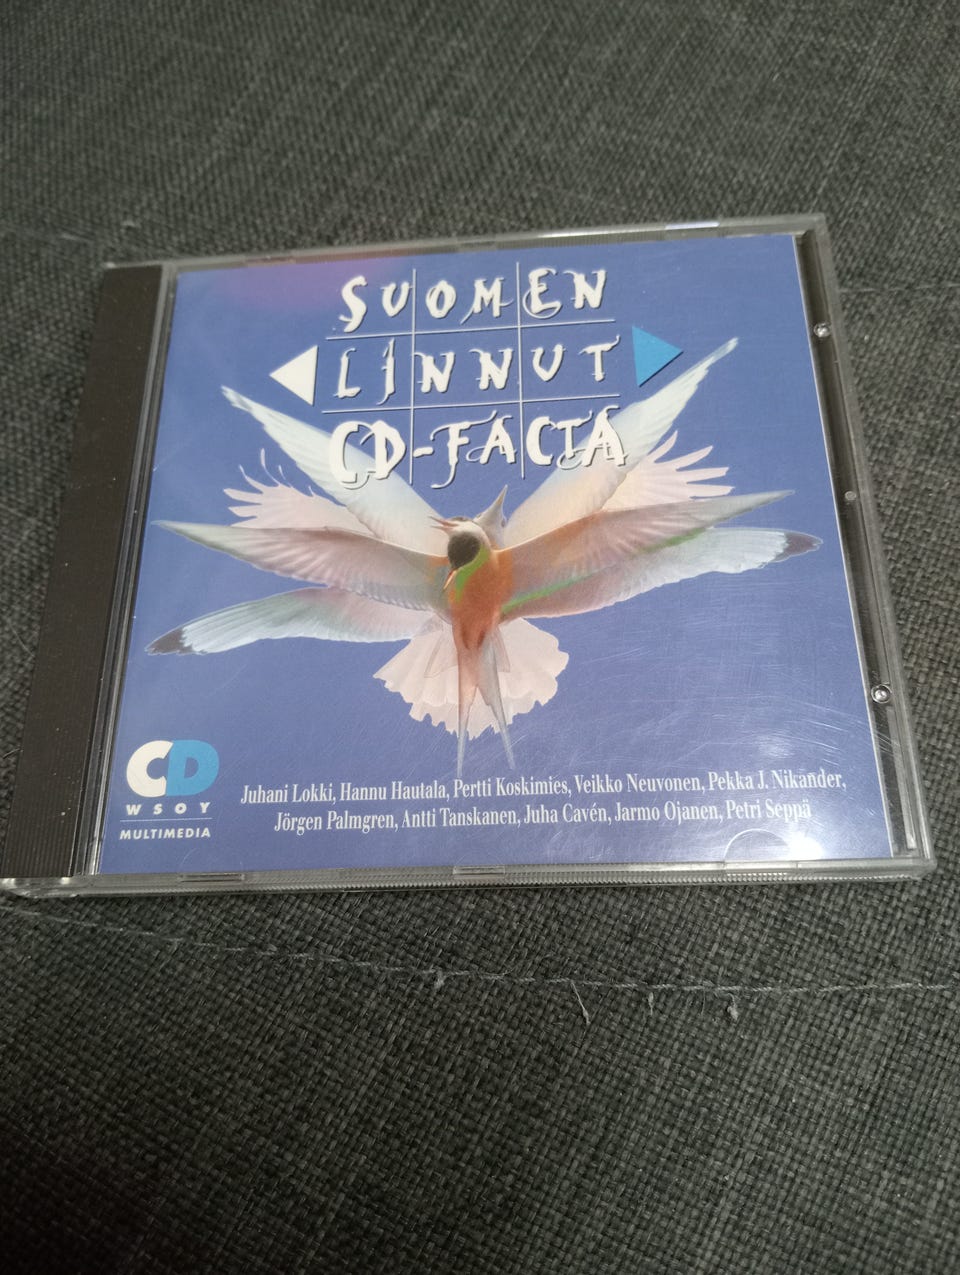 SUOMEN
LINNUT
CD-FACTA
CD
WSOY
MULTIMEDIA
Juhani Lokki, Hannu Hautala, Pertti Koskimies, Veikko Neuvonen, Pekka J. Nikander,
Jörgen Palmgren, Antti Tanskanen, Juha Cavén, Jarmo Ojanen, Petri Seppä